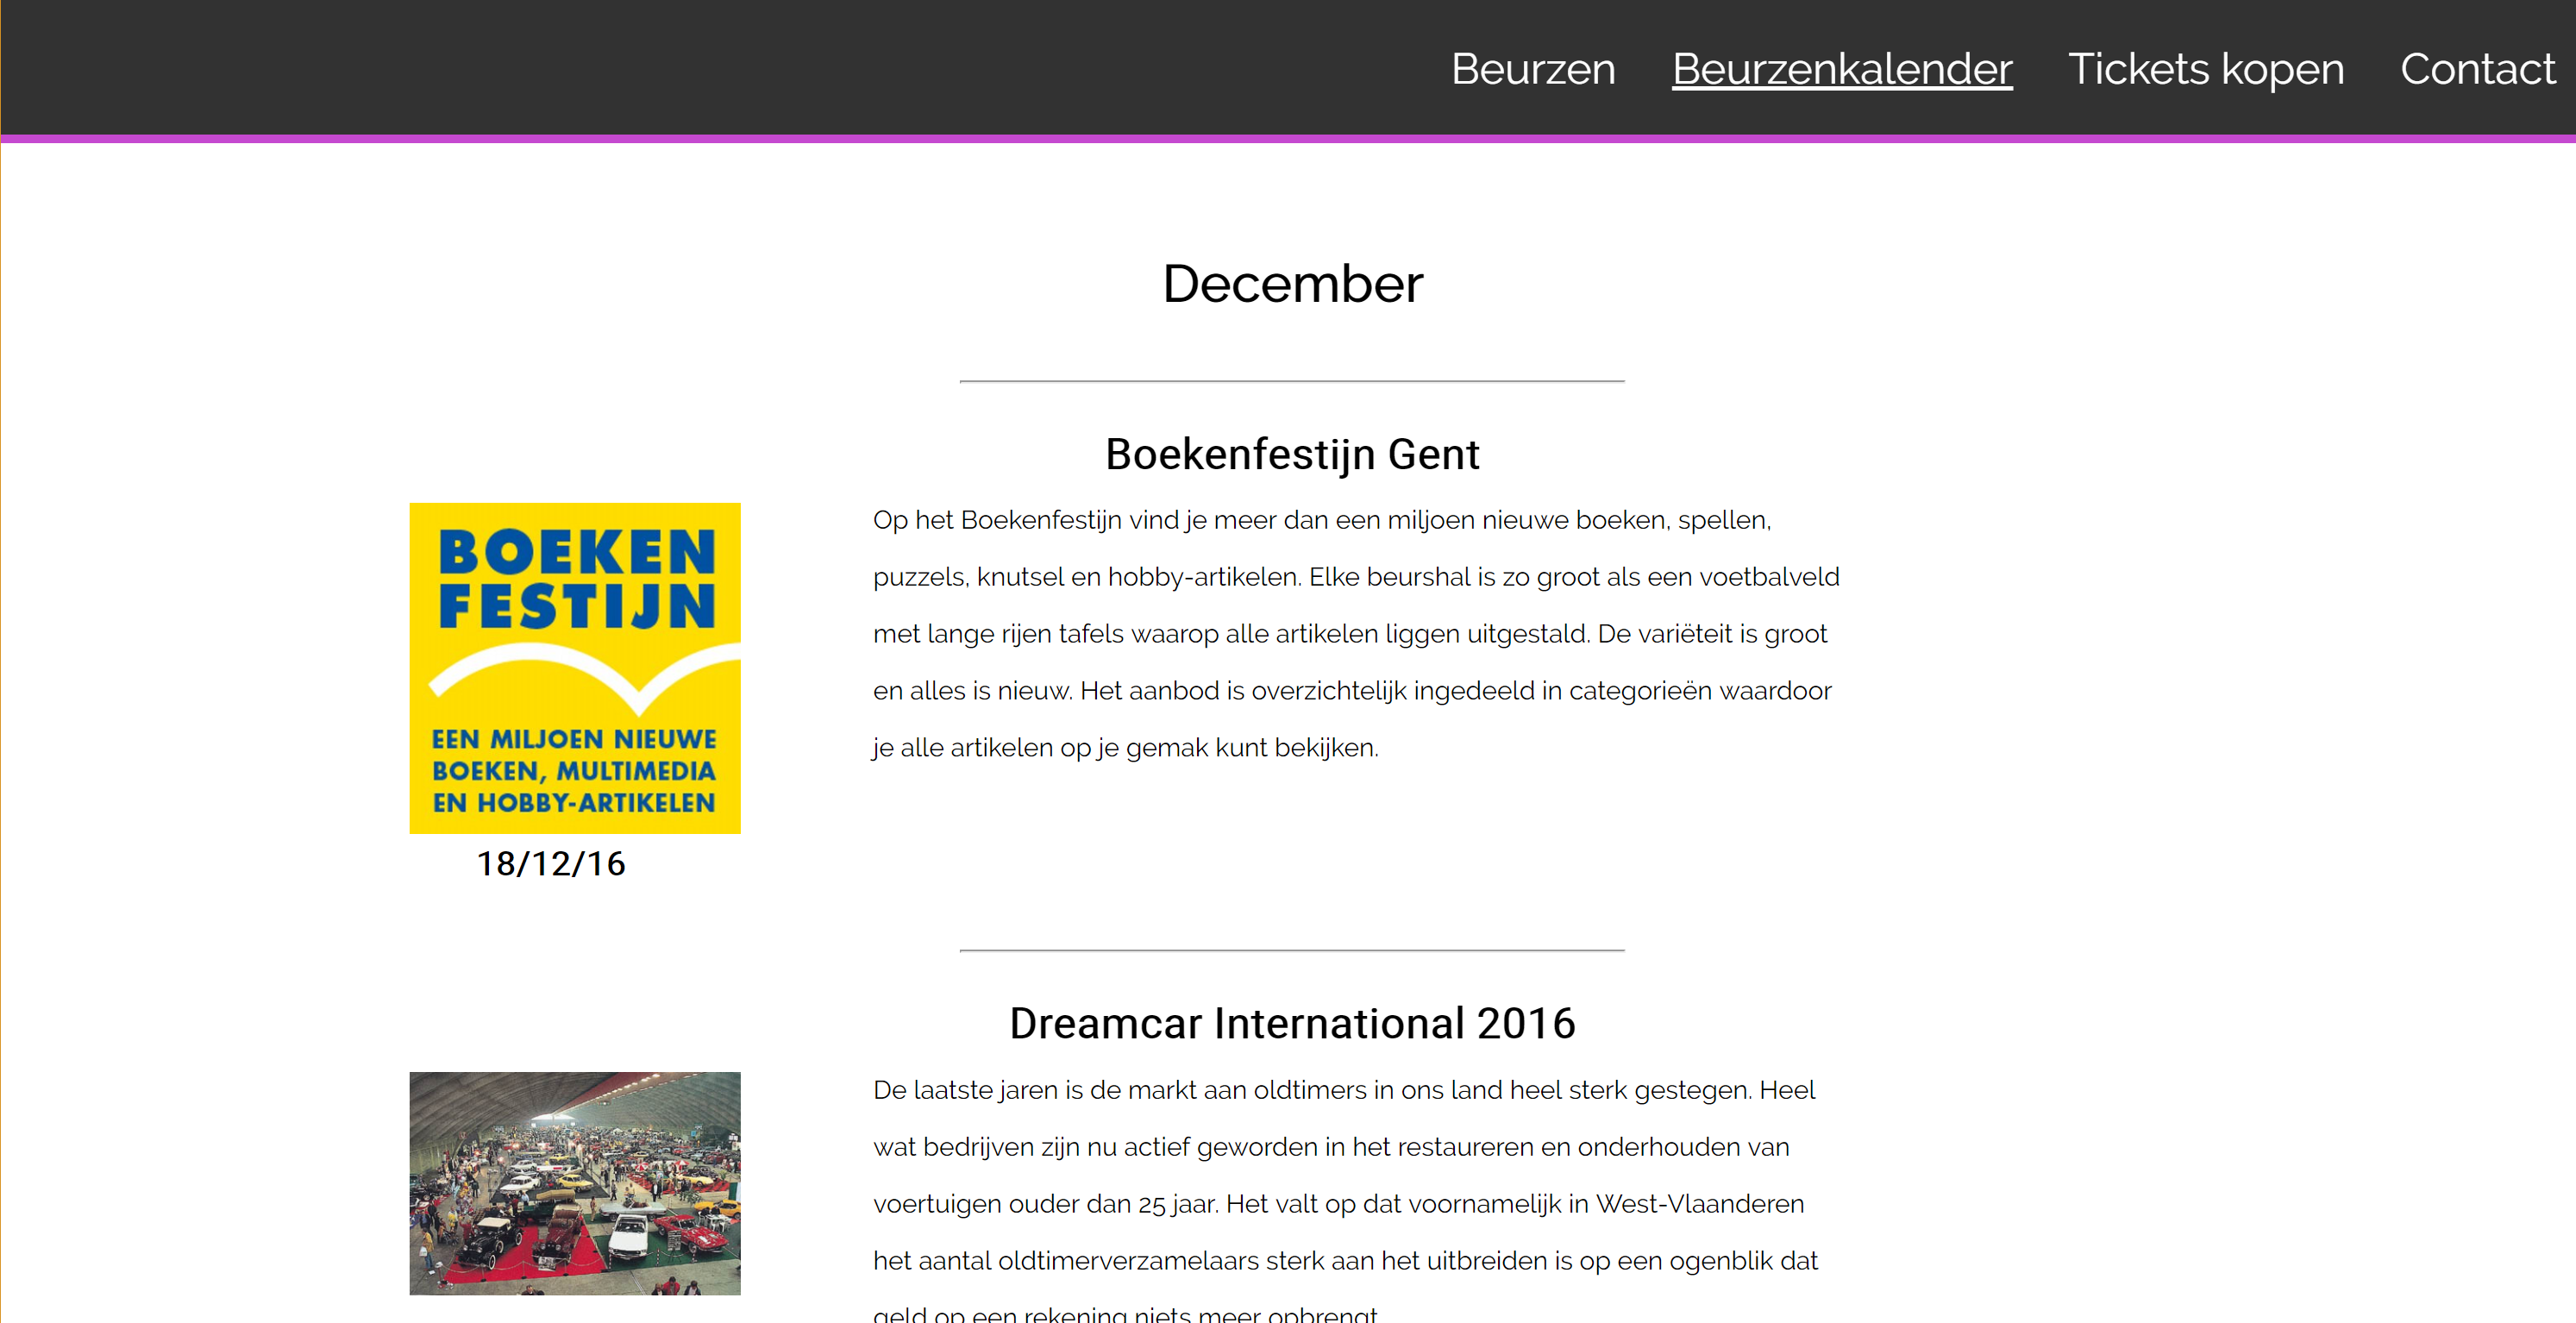 Beurzen Beurzenkalender Tickets kopen Contact
December
Boekenfestijn Gent
BOEKEN
FESTIJN
EEN MILJOEN NIEUWE
BOEKEN, MULTIMEDIA
EN HOBBY-ARTIKELEN
18/12/16
Op het Boekenfestijn vind je meer dan een miljoen nieuwe boeken, spellen,
puzzels, knutsel en hobby-artikelen. Elke beurshal is zo groot als een voetbalveld
met lange rijen tafels waarop alle artikelen liggen uitgestald. De variëteit is groot
en alles is nieuw. Het aanbod is overzichtelijk ingedeeld in categorieën waardoor
je alle artikelen op je gemak kunt bekijken.
Dreamcar International 2016
De laatste jaren is de markt aan oldtimers in ons land heel sterk gestegen. Heel
wat bedrijven zijn nu actief geworden in het restaureren en onderhouden van
voertuigen ouder dan 25 jaar. Het valt op dat voornamelijk in West-Vlaanderen
het aantal oldtimerverzamelaars sterk aan het uitbreiden is op een ogenblik dat
geld op een rekening niets meer opbrengt